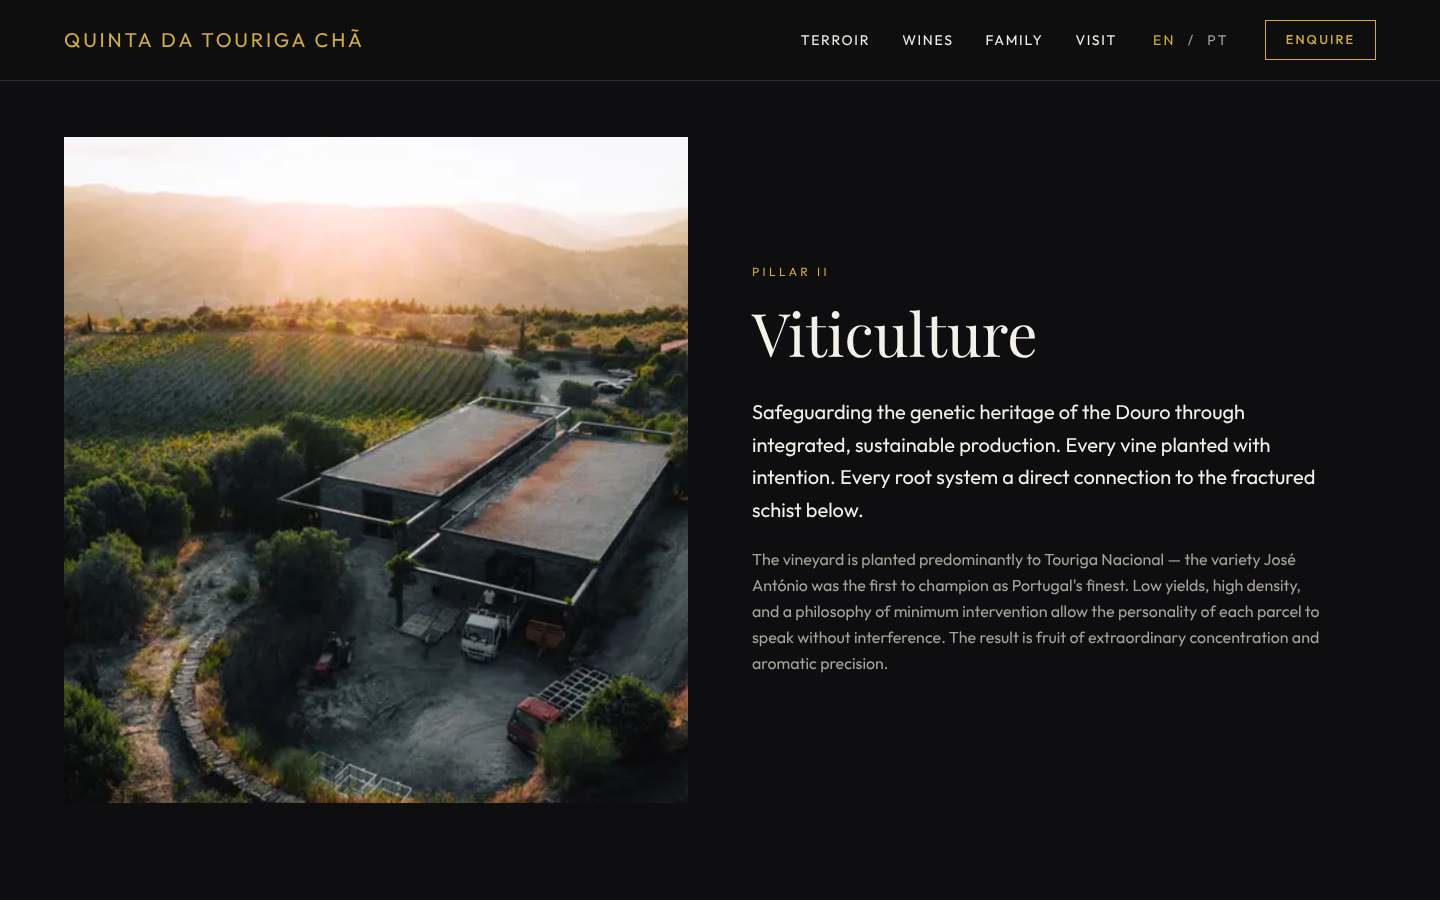 QUINTA DA TOURIGA CHÃ
TERROIR WINES FAMILY VISIT EN / PT ENQUIRE
PILLAR II
Viticulture
Safeguarding the genetic heritage of the Douro through
integrated, sustainable production. Every vine planted with
intention. Every root system a direct connection to the fractured
schist below.
The vineyard is planted predominantly to Touriga Nacional — the variety José
António was the first to champion as Portugal's finest. Low yields, high density,
and a philosophy of minimum intervention allow the personality of each parcel to
speak without interference. The result is fruit of extraordinary concentration and
aromatic precision.